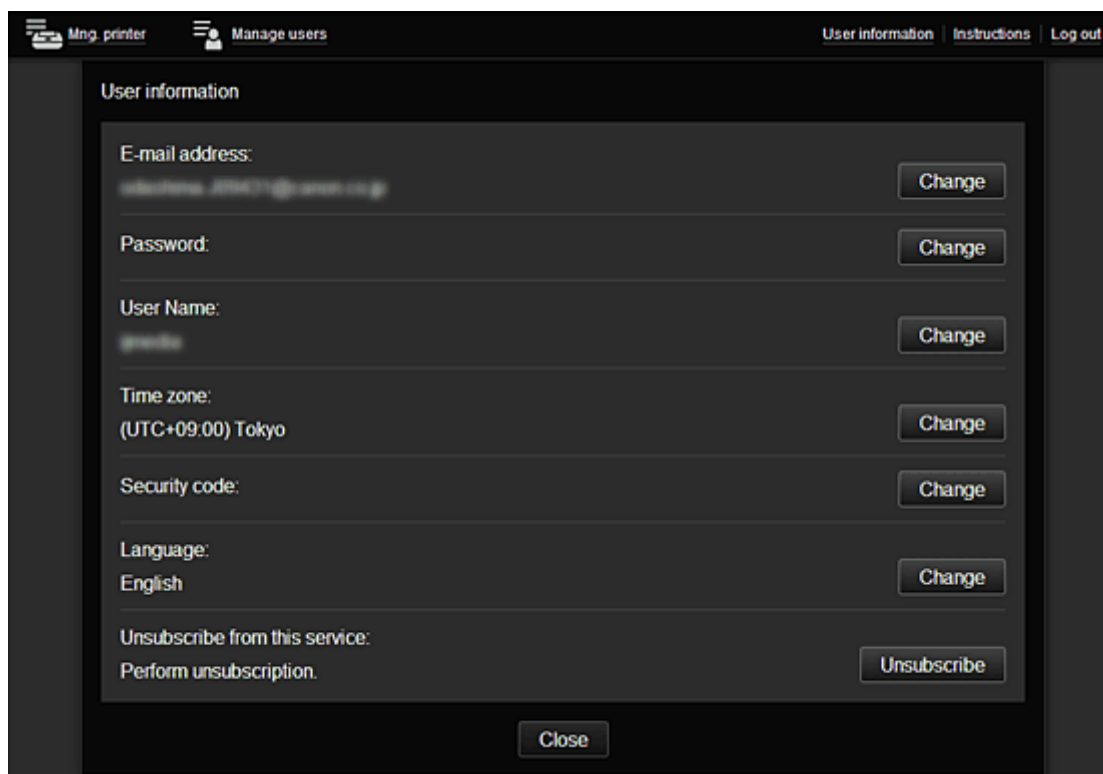 Mng. printer Manage users User information Instructions Log out
User information
E-mail address:
Change
Password:
Change
User Name:
Change
Time zone:
(UTC+09:00) Tokyo
Change
Security code:
Change
Language:
English
Change
Unsubscribe from this service:
Perform unsubscription.
Unsubscribe
Close